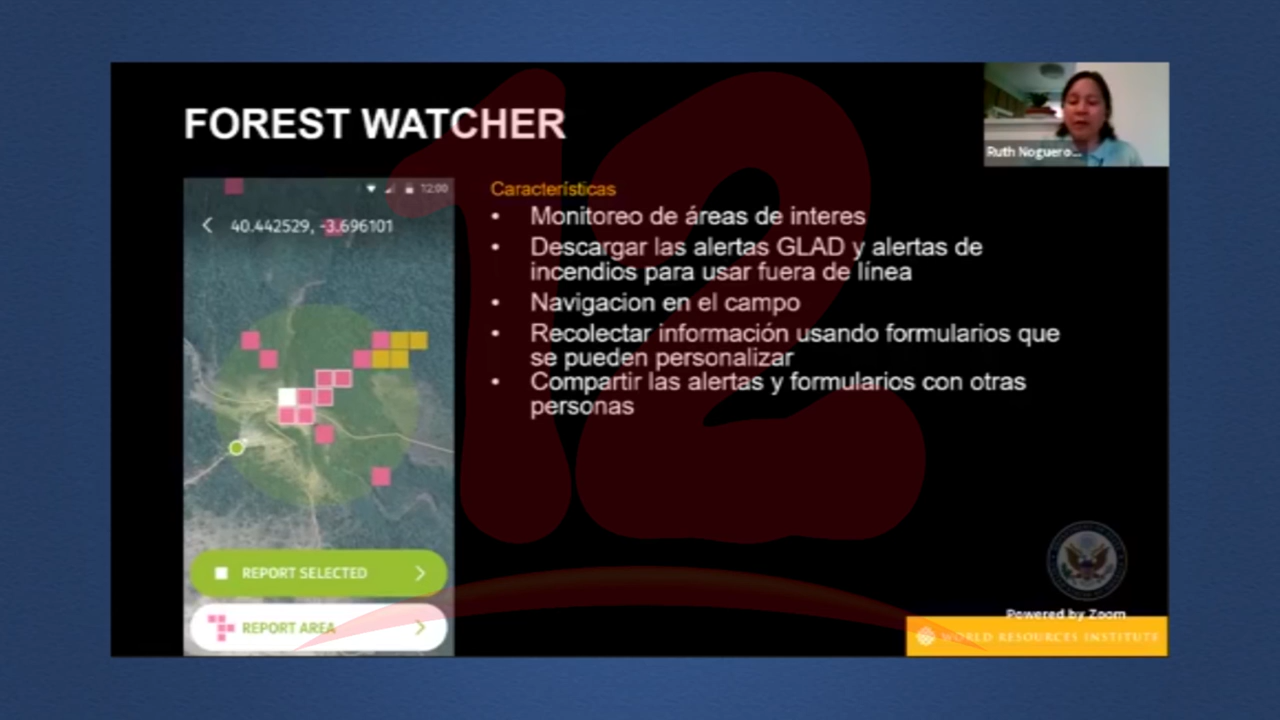 FOREST WATCHER
Ruth Noguero...
12:00
40.442529, -3.696101
Características
• Monitoreo de áreas de interes
• Descargar las alertas GLAD y alertas de
incendios para usar fuera de línea
• Navigacion en el campo
• Recolectar información usando formularios que
se pueden personalizar
• Compartir las alertas y formularios con otras
personas
REPORT SELECTED
REPORT AREA
12
Powered by Zoom
WORLD RESOURCES INSTITUTE